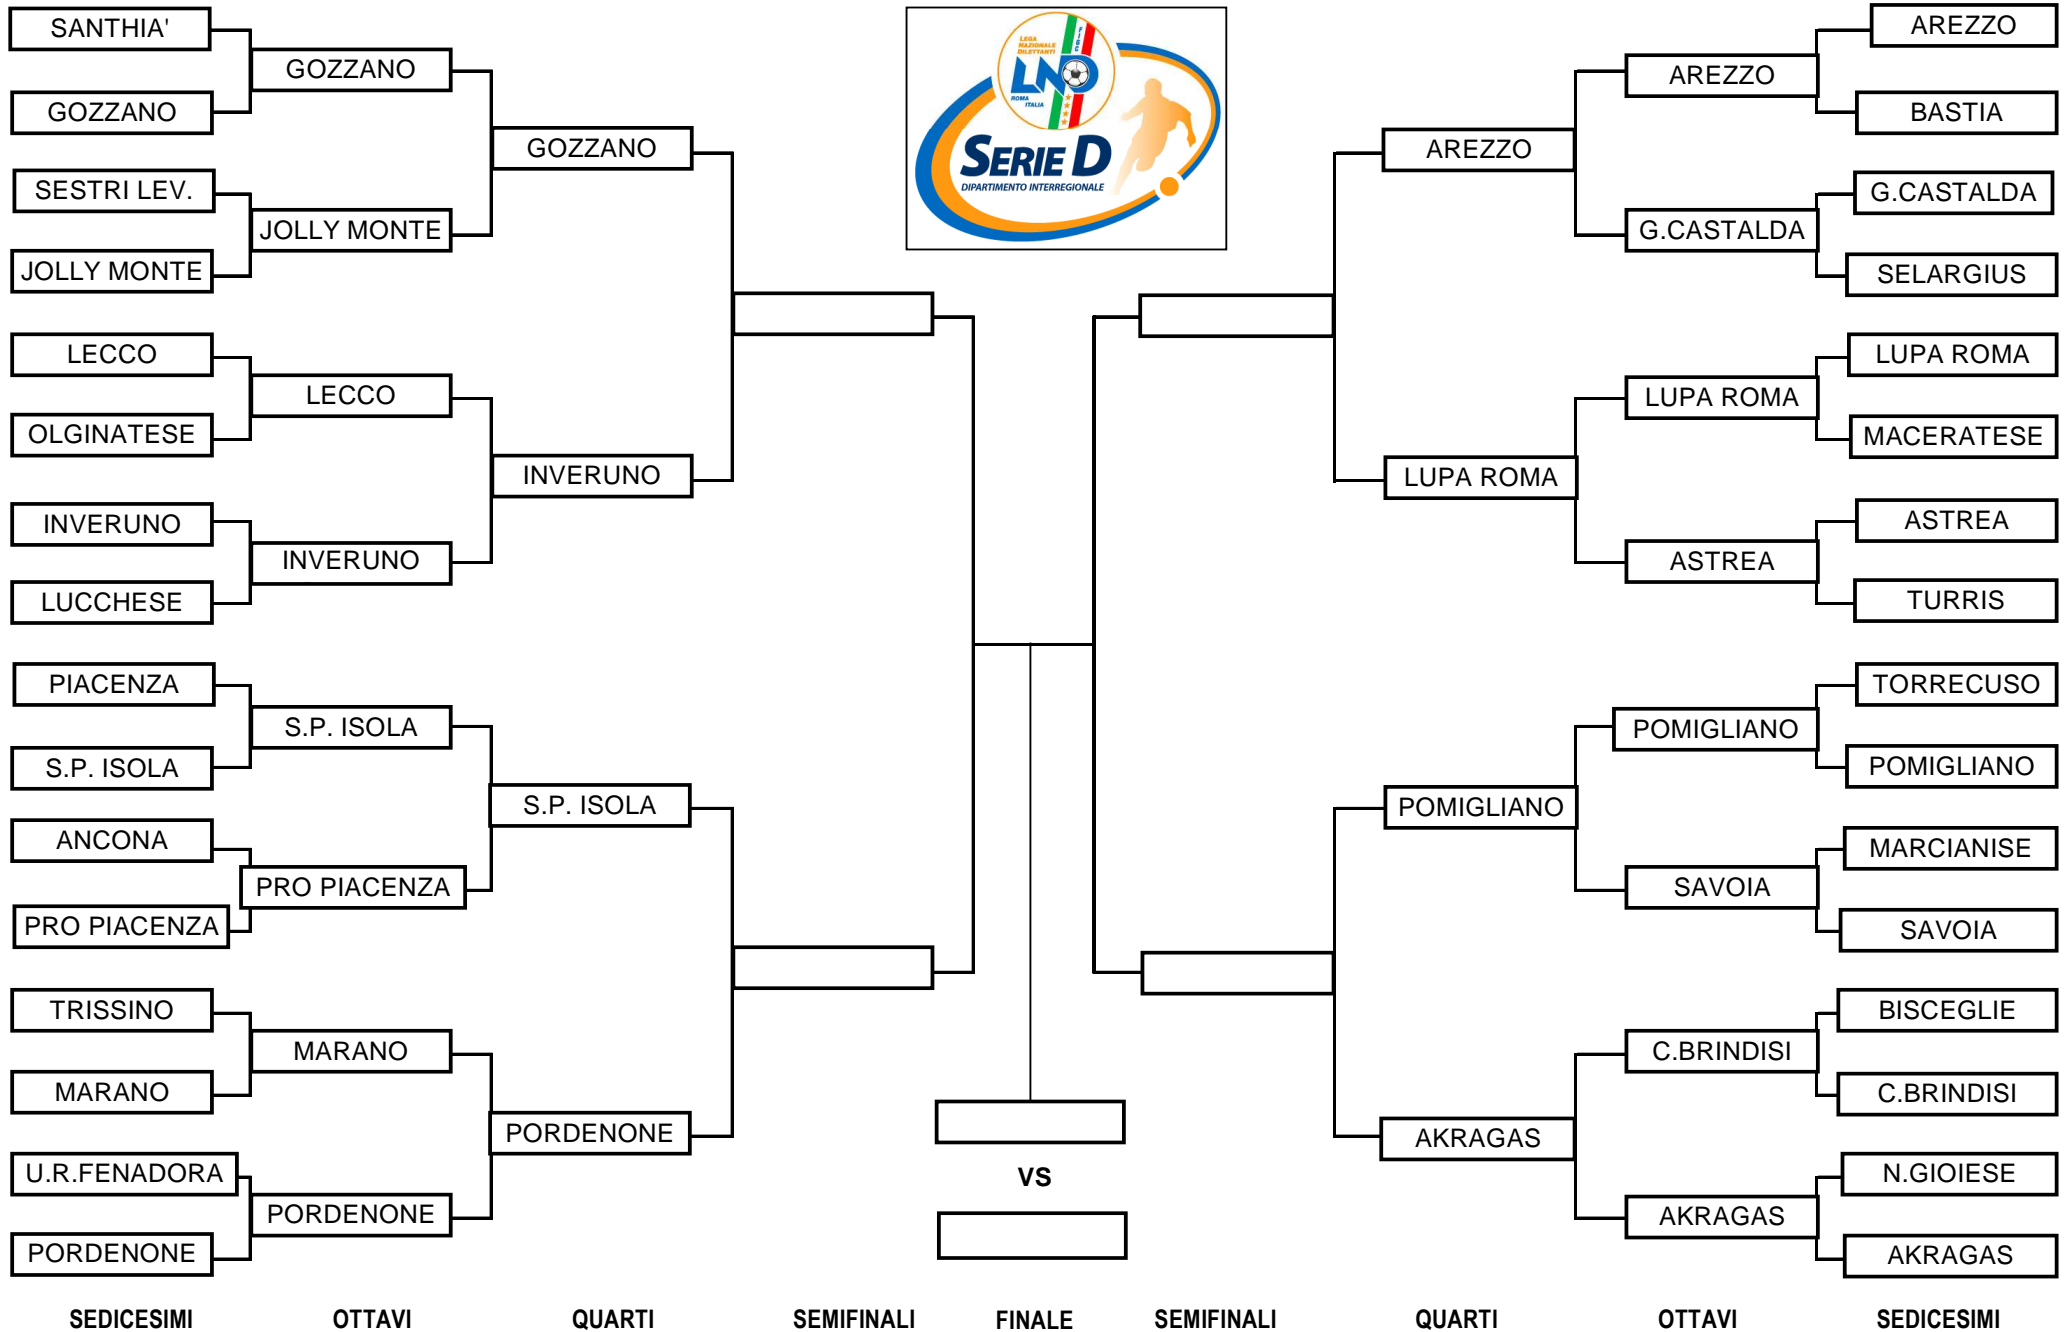 SANTHIA'
GOZZANO
SESTRI LEV.
JOLLY MONTE
LECCO
OLGINATESE
INVERUNO
LUCCHESE
PIACENZA
S.P. ISOLA
ANCONA
PRO PIACENZA
TRISSINO
MARANO
U.R.FENADORA
PORDENONE
GOZZANO
JOLLY MONTE
LECCO
INVERUNO
S.P. ISOLA
PRO PIACENZA
MARANO
PORDENONE
GOZZANO
INVERUNO
S.P. ISOLA
PORDENONE
LEGA
NAZIONALE
DILETTANTI
FIGC
LND
ROMA
ITALIA
SERIE D
DIPARTIMENTO INTERREGIONALE
VS
AREZZO
LUPA ROMA
POMIGLIANO
AKRAGAS
AREZZO
G.CASTALDA
LUPA ROMA
ASTREA
POMIGLIANO
SAVOIA
C.BRINDISI
AKRAGAS
AREZZO
BASTIA
G.CASTALDA
SELARGIUS
LUPA ROMA
MACERATESE
ASTREA
TURRIS
TORRECUSO
POMIGLIANO
MARCIANISE
SAVOIA
BISCEGLIE
C.BRINDISI
N.GIOIESE
AKRAGAS
SEDICESIMI OTTAVI QUARTI SEMIFINALI FINALE SEMIFINALI QUARTI OTTAVI SEDICESIMI